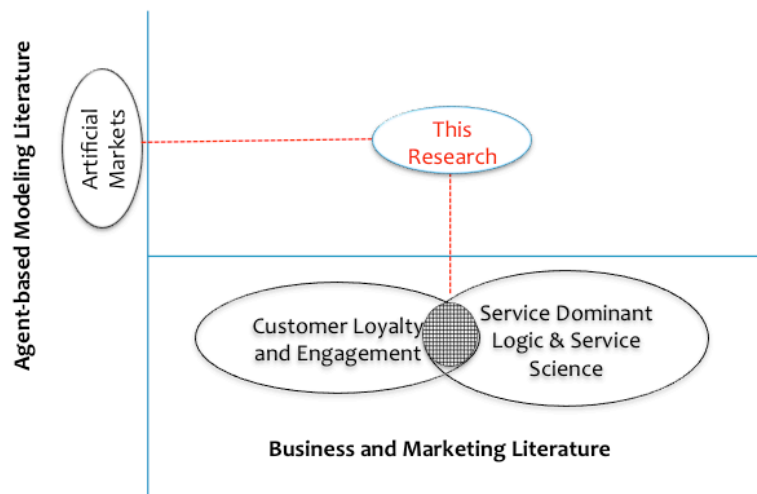 Agent-based Modeling Literature
Artificial
Markets
This
Research
Customer Loyalty
and Engagement
Service Dominant
Logic & Service
Science
Business and Marketing Literature